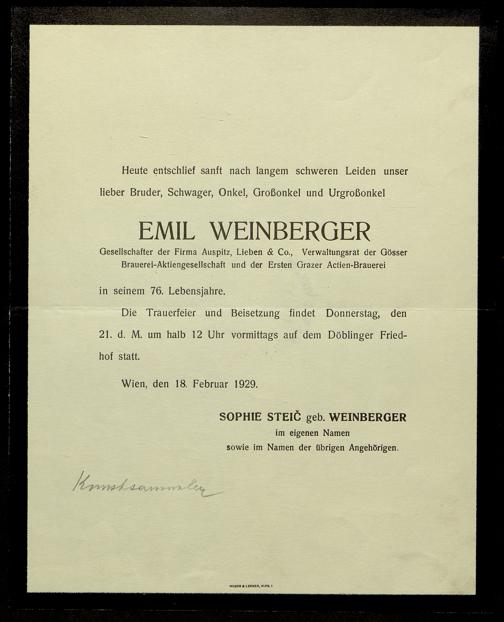 Heute entschlief sanft nach langem schweren Leiden unser
lieber Bruder, Schwager, Onkel, Großonkel und Urgroßonkel
EMIL WEINBERGER
Gesellschafter der Firma Auspitz, Lieben & Co., Verwaltungsrat der Gösser
Brauerei-Aktiengesellschaft und der Ersten Grazer Actien-Brauerei
in seinem 76. Lebensjahre.
Die Trauerfeier und Beisetzung findet Donnerstag, den
21. d. M. um halb 12 Uhr vormittags auf dem Döblinger Fried-
hof statt.
Wien, den 18. Februar 1929.
SOPHIE STEIČ geb. WEINBERGER
im eigenen Namen
sowie im Namen der übrigen Angehörigen.
Kunstsammler